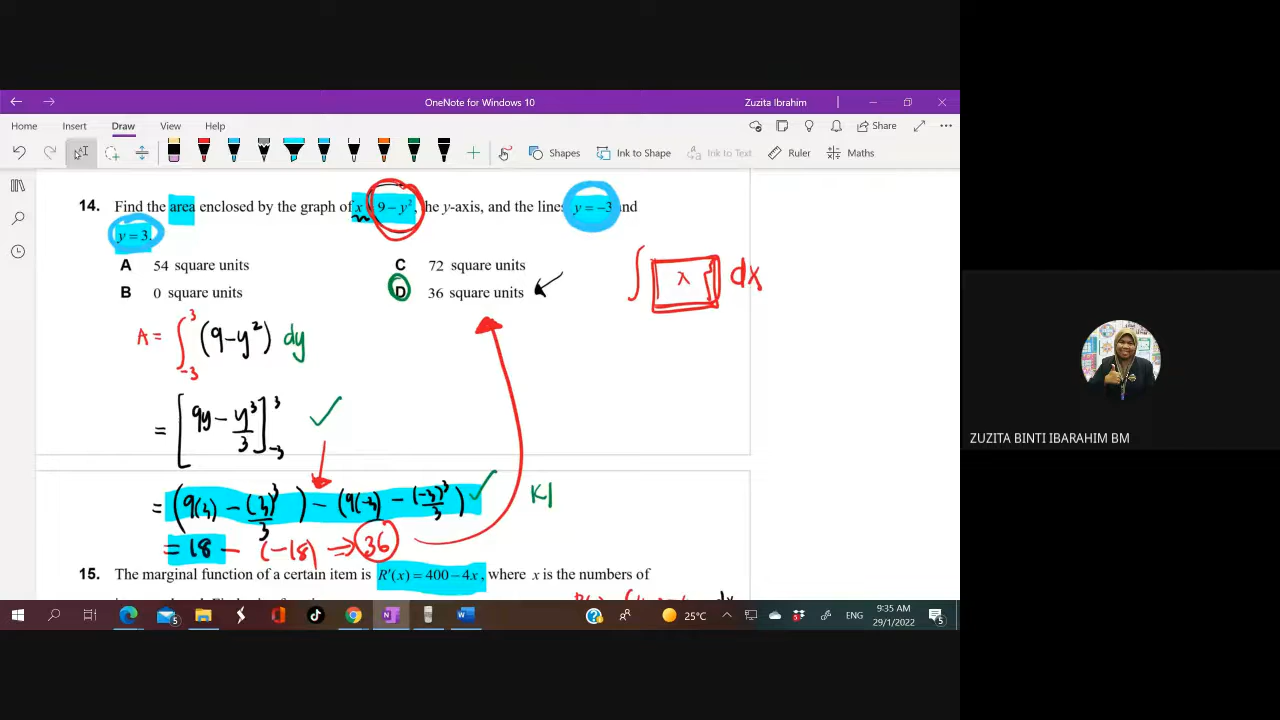 OneNote for Windows 10
Zuzita Ibrahim
Home Insert Draw View Help
Share
Shapes
Ink to Shape
Ink to Text
Ruler
Maths
14. Find the area enclosed by the graph of x 9 − y², the y-axis, and the lines y = −3 and
y = 3.
A 54 square units
C 72 square units
B 0 square units
D 36 square units
∫ x dx
A = ∫₋₃³ (9 − y²) dy
= [9y − y³/3]₋₃³
= (9(3) − (3)³/3) − (9(−3) − (−3)³/3)
K1
= 18 − (−18) ⇒ 36
15. The marginal function of a certain item is R′(x) = 400 − 4x, where x is the numbers of
ZUZITA BINTI IBARAHIM BM
25°C
ENG
9:35 AM
29/1/2022
5
5